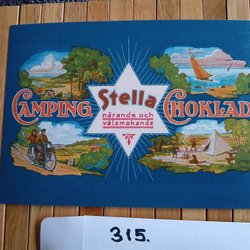 CAMPING Stella CHOKLAD
närande och
välsmakande
315.